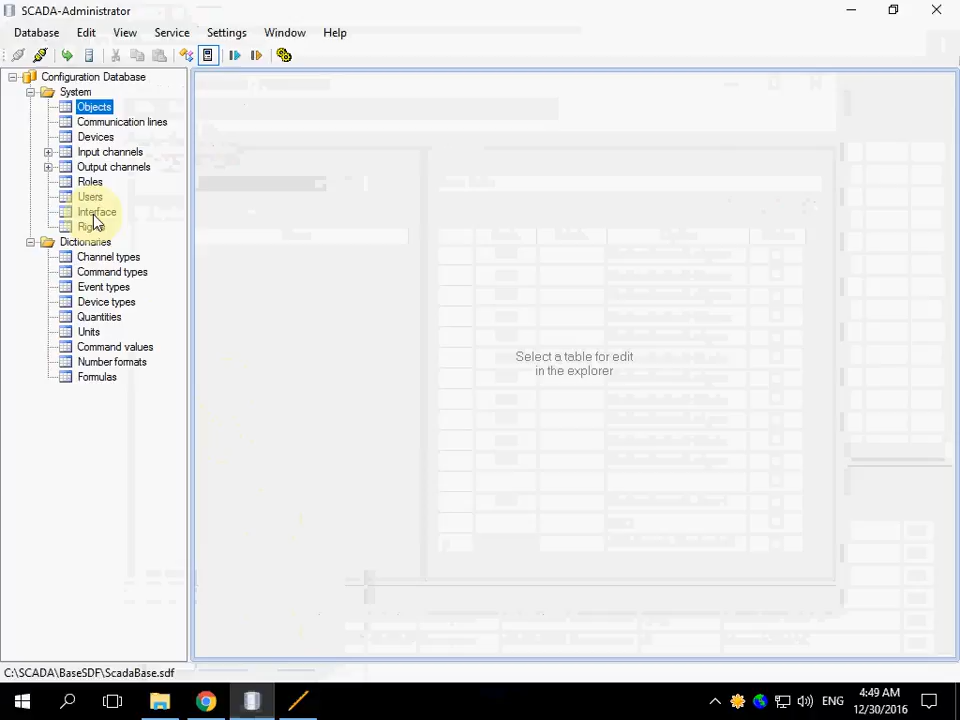 SCADA-Administrator
Database Edit View Service Settings Window Help
Configuration Database
System
Objects
Communication lines
Devices
Input channels
Output channels
Roles
Users
Interface
Rights
Dictionaries
Channel types
Command types
Event types
Device types
Quantities
Units
Command values
Number formats
Formulas
Select a table for edit
in the explorer
C:\SCADA\BaseSDF\ScadaBase.sdf
ENG
4:49 AM
12/30/2016